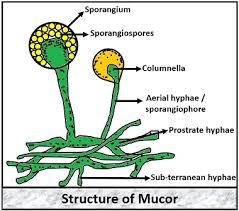 Sporangium
Sporangiospores
Columnella
Aerial hyphae /
sporangiophore
Prostrate hyphae
Sub-terranean hyphae
Structure of Mucor